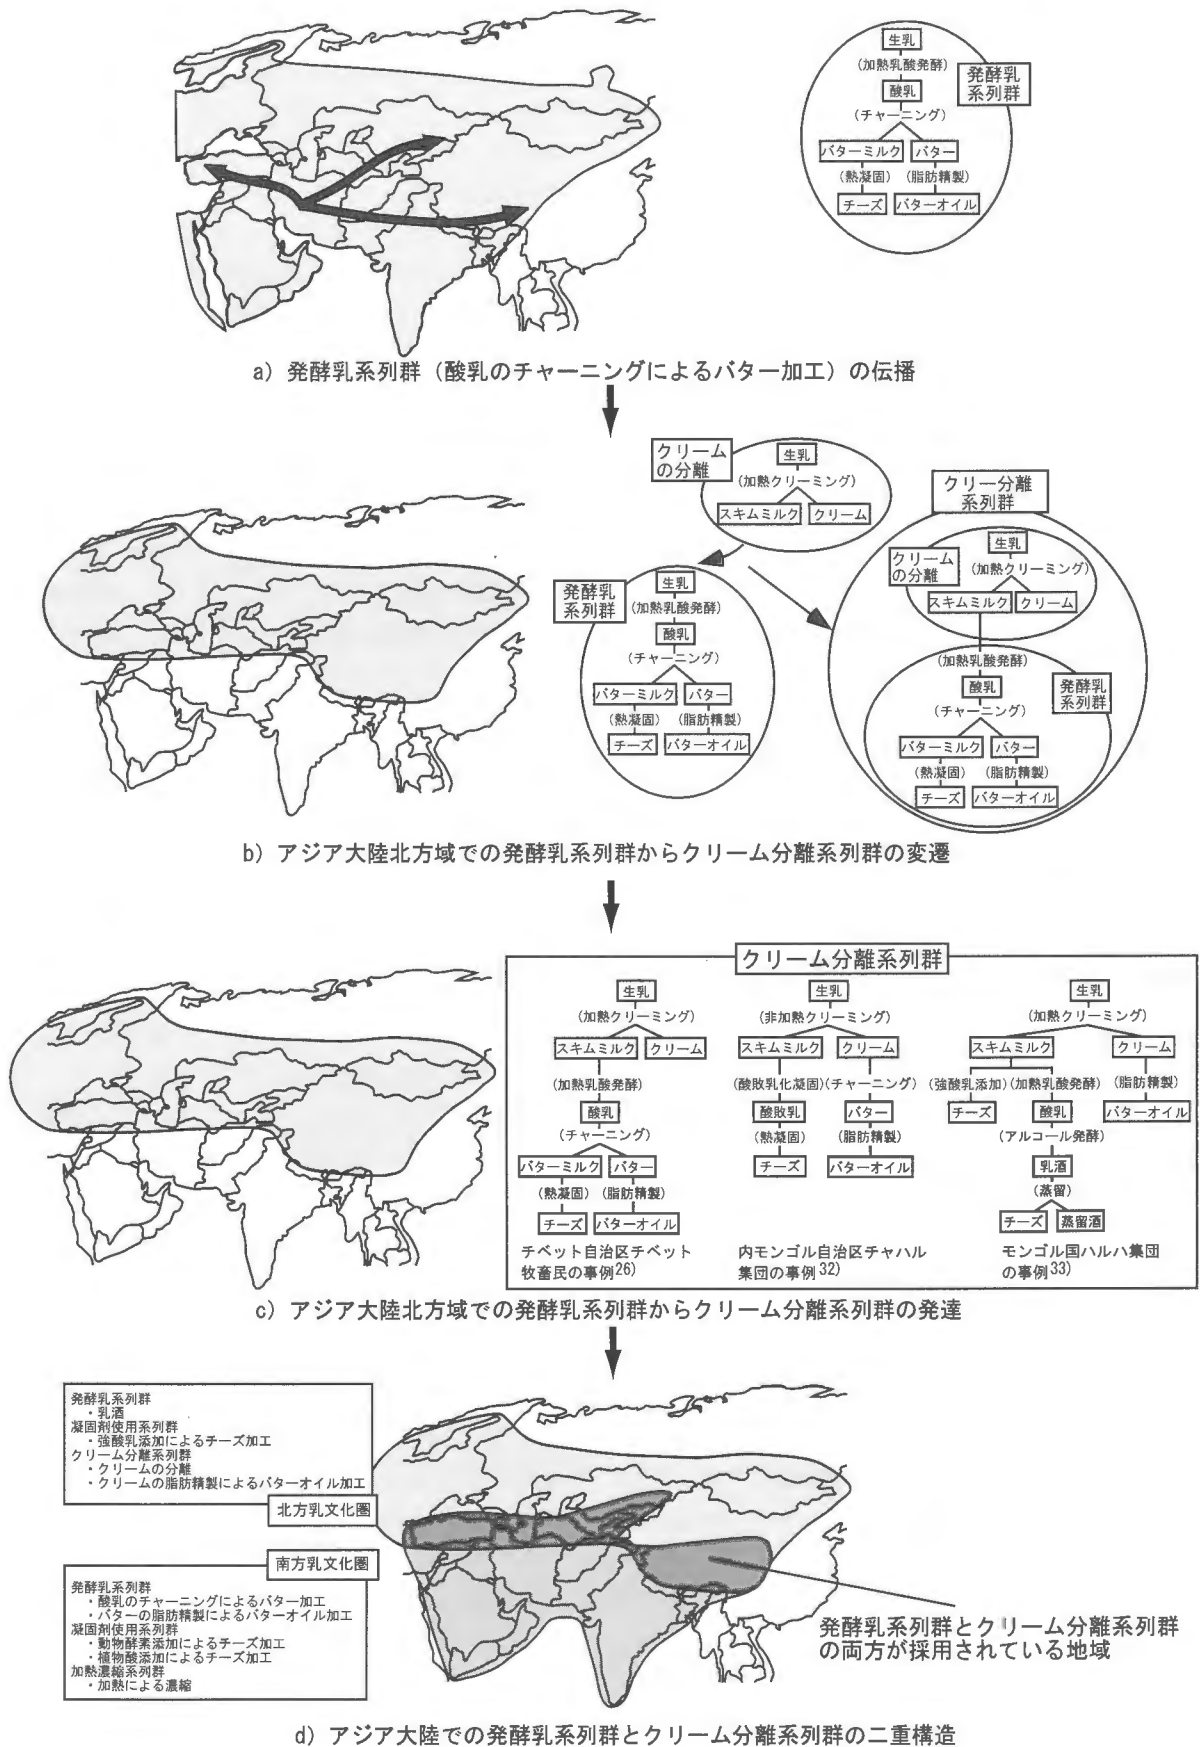 生乳
(加熱乳酸発酵)
酸乳
(チャーニング)
バターミルク バター
(熱凝固) (脂肪精製)
チーズ バターオイル
発酵乳
系列群
a) 発酵乳系列群（酸乳のチャーニングによるバター加工）の伝播
クリーム
の分離
生乳
(加熱クリーミング)
スキムミルク クリーム
発酵乳
系列群
生乳
(加熱乳酸発酵)
酸乳
(チャーニング)
バターミルク バター
(熱凝固) (脂肪精製)
チーズ バターオイル
クリー分離
系列群
クリーム
の分離
生乳
(加熱クリーミング)
スキムミルク クリーム
(加熱乳酸発酵)
酸乳
(チャーニング)
発酵乳
系列群
バターミルク バター
(熱凝固) (脂肪精製)
チーズ バターオイル
b) アジア大陸北方域での発酵乳系列群からクリーム分離系列群の変遷
クリーム分離系列群
生乳
(加熱クリーミング)
スキムミルク クリーム
(加熱乳酸発酵)
酸乳
(チャーニング)
バターミルク バター
(熱凝固) (脂肪精製)
チーズ バターオイル
チベット自治区チベット
牧畜民の事例26)
生乳
(非加熱クリーミング)
スキムミルク クリーム
(酸敗乳化凝固)(チャーニング)
酸敗乳 バター
(熱凝固) (脂肪精製)
チーズ バターオイル
内モンゴル自治区チャハル
集団の事例32)
生乳
(加熱クリーミング)
スキムミルク クリーム
(強酸乳添加)(加熱乳酸発酵) (脂肪精製)
チーズ 酸乳 バターオイル
(アルコール発酵)
乳酒
(蒸留)
チーズ 蒸留酒
モンゴル国ハルハ集団
の事例33)
c) アジア大陸北方域での発酵乳系列群からクリーム分離系列群の発達
発酵乳系列群
・乳酒
凝固剤使用系列群
・強酸乳添加によるチーズ加工
クリーム分離系列群
・クリームの分離
・クリームの脂肪精製によるバターオイル加工
北方乳文化圏
南方乳文化圏
発酵乳系列群
・酸乳のチャーニングによるバター加工
・バターの脂肪精製によるバターオイル加工
凝固剤使用系列群
・動物酵素添加によるチーズ加工
・植物酸添加によるチーズ加工
加熱濃縮系列群
・加熱による濃縮
発酵乳系列群とクリーム分離系列群
の両方が採用されている地域
d) アジア大陸での発酵乳系列群とクリーム分離系列群の二重構造